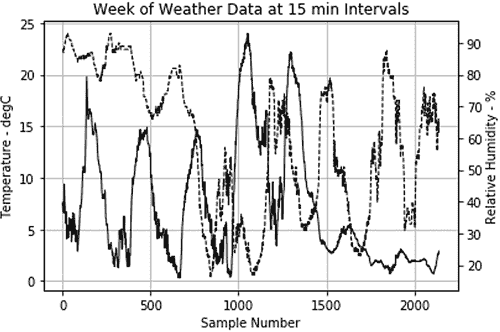 Week of Weather Data at 15 min Intervals
25
20
15
10
5
0
Temperature - degC
90
80
70
60
50
40
30
20
Relative Humidity - %
0 500 1000 1500 2000
Sample Number